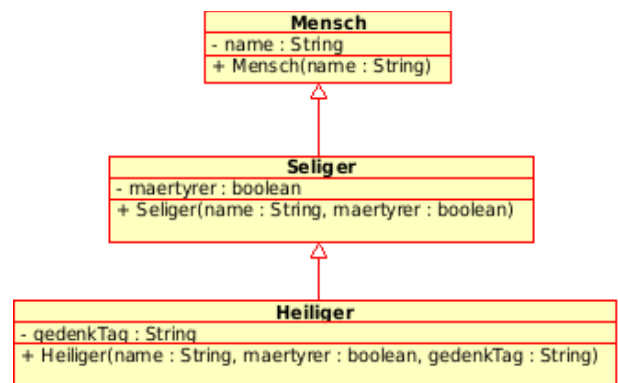 Mensch
- name : String
+ Mensch(name : String)
Seliger
- maertyrer : boolean
+ Seliger(name : String, maertyrer : boolean)
Heiliger
- gedenkTag : String
+ Heiliger(name : String, maertyrer : boolean, gedenkTag : String)